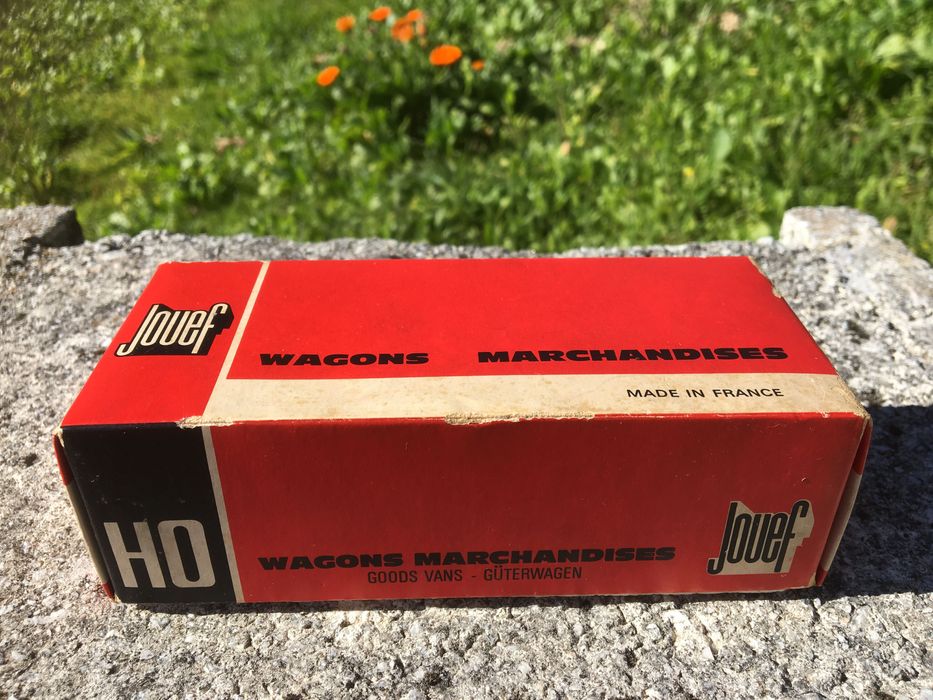 Jouef
WAGONS MARCHANDISES
MADE IN FRANCE
HO
WAGONS MARCHANDISES
GOODS VANS - GÜTERWAGEN
Jouef